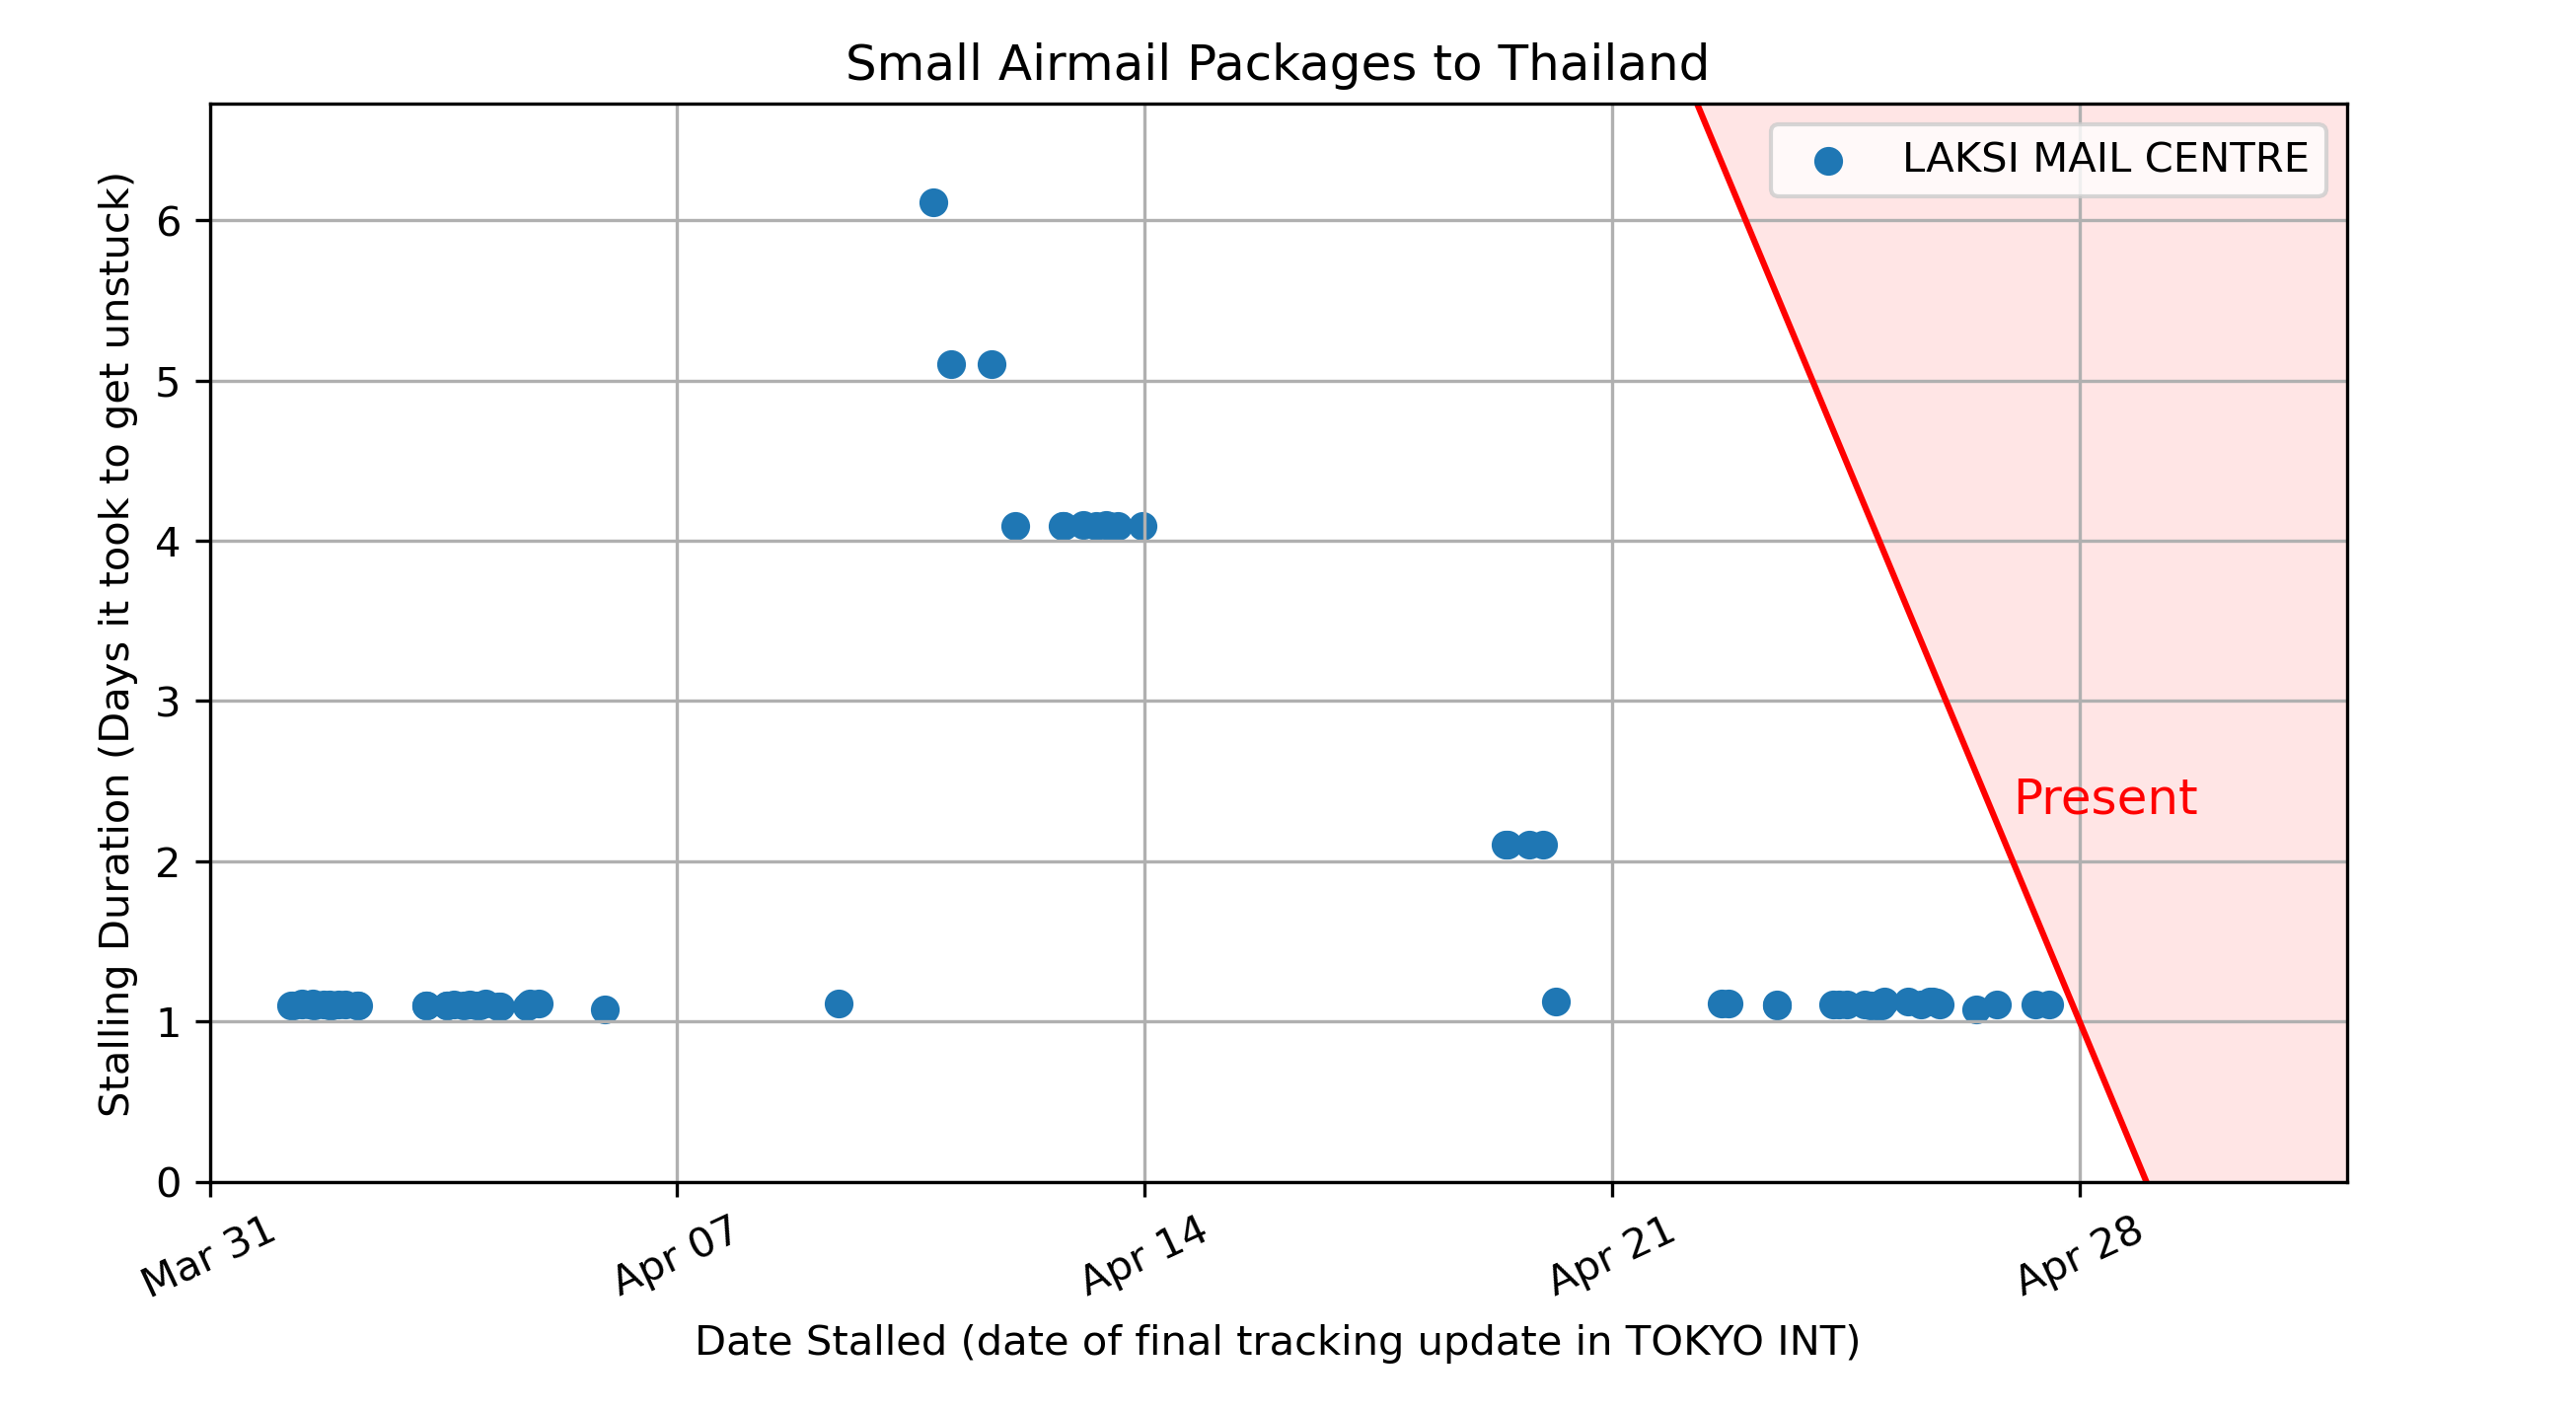 Small Airmail Packages to Thailand
LAKSI MAIL CENTRE
Stalling Duration (Days it took to get unstuck)
6
5
4
3
2
1
0
Present
Mar 31
Apr 07
Apr 14
Apr 21
Apr 28
Date Stalled (date of final tracking update in TOKYO INT)